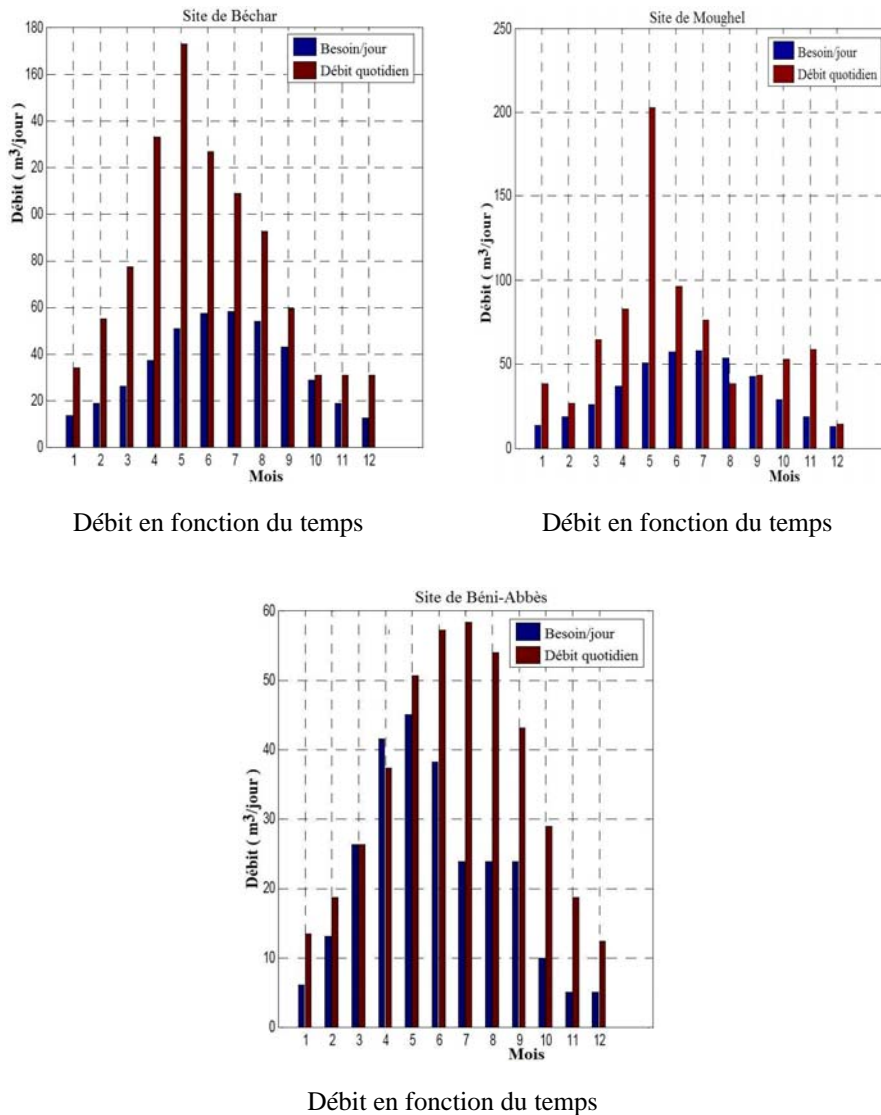 Site de Béchar
180
160
40
20
00
80
60
40
20
0
Débit ( m³/jour )
Besoin/jour
Débit quotidien
1 2 3 4 5 6 7 8 9 10 11 12
Mois
Débit en fonction du temps
Site de Moughel
250
200
150
100
50
0
Débit ( m³/jour )
Besoin/jour
Débit quotidien
1 2 3 4 5 6 7 8 9 10 11 12
Mois
Débit en fonction du temps
Site de Béni-Abbès
60
50
40
30
20
10
0
Débit ( m³/jour )
Besoin/jour
Débit quotidien
1 2 3 4 5 6 7 8 9 10 11 12
Mois
Débit en fonction du temps